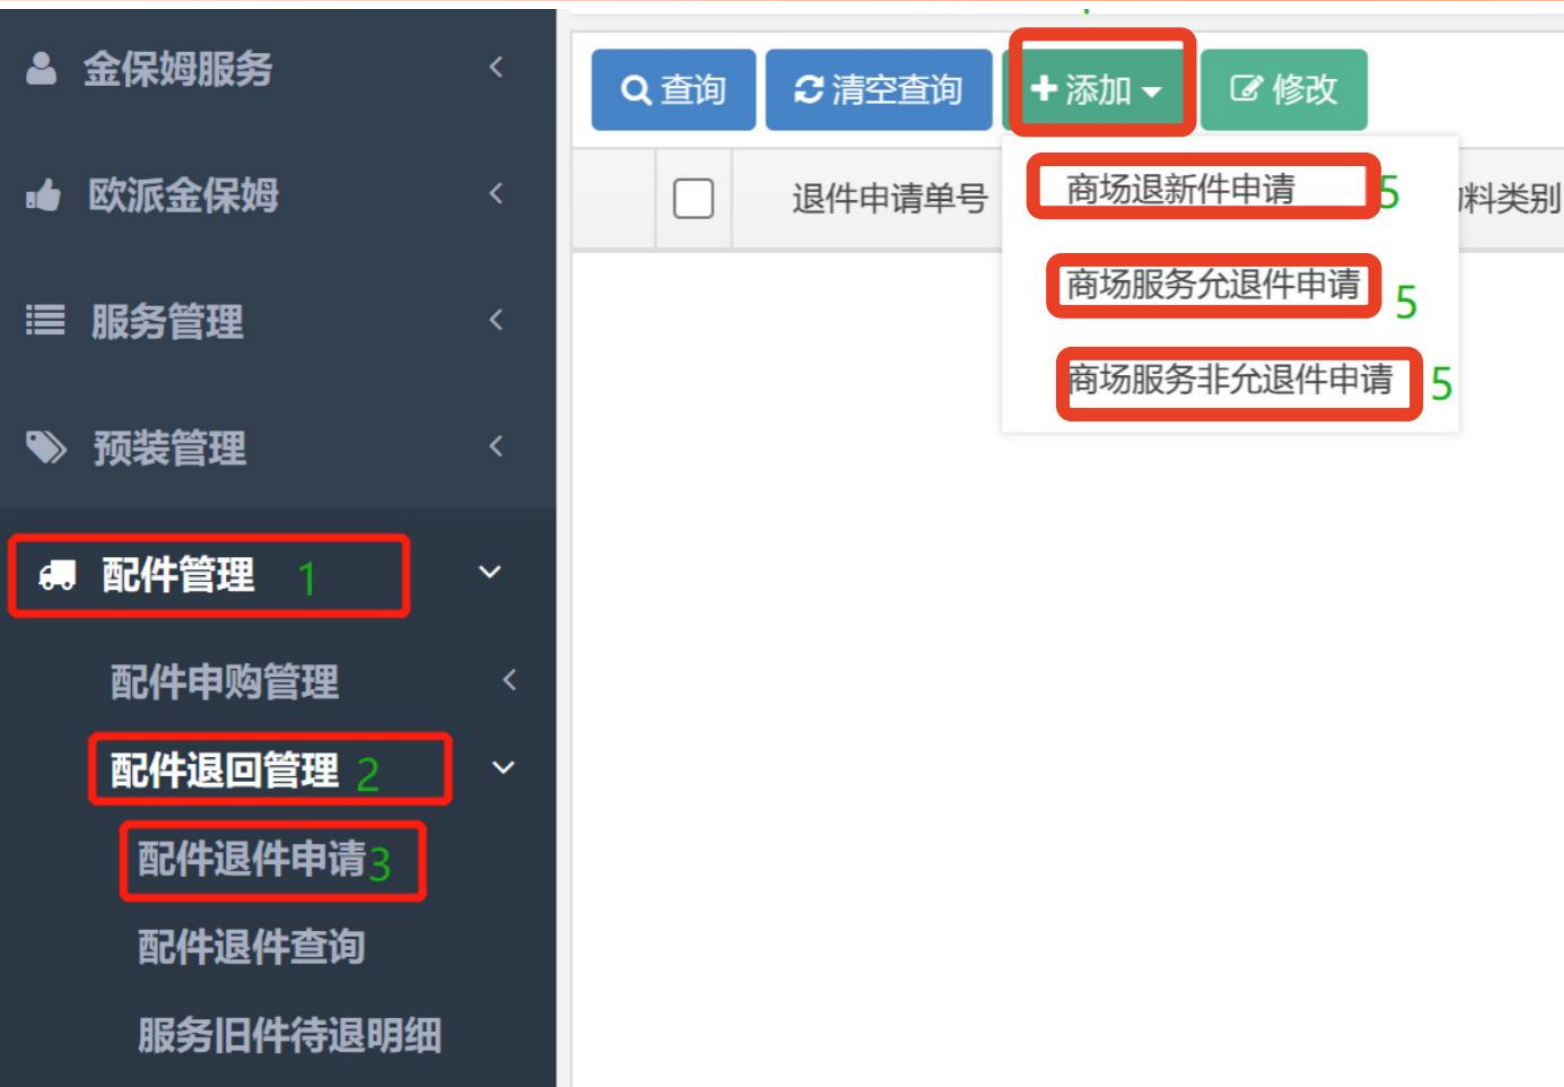 金保姆服务
欧派金保姆
服务管理
预装管理
配件管理 1
配件申购管理
配件退回管理 2
配件退件申请3
配件退件查询
服务旧件待退明细
查询 清空查询 添加 修改
退件申请单号 料类别
商场退新件申请 5
商场服务允退件申请 5
商场服务非允退件申请 5